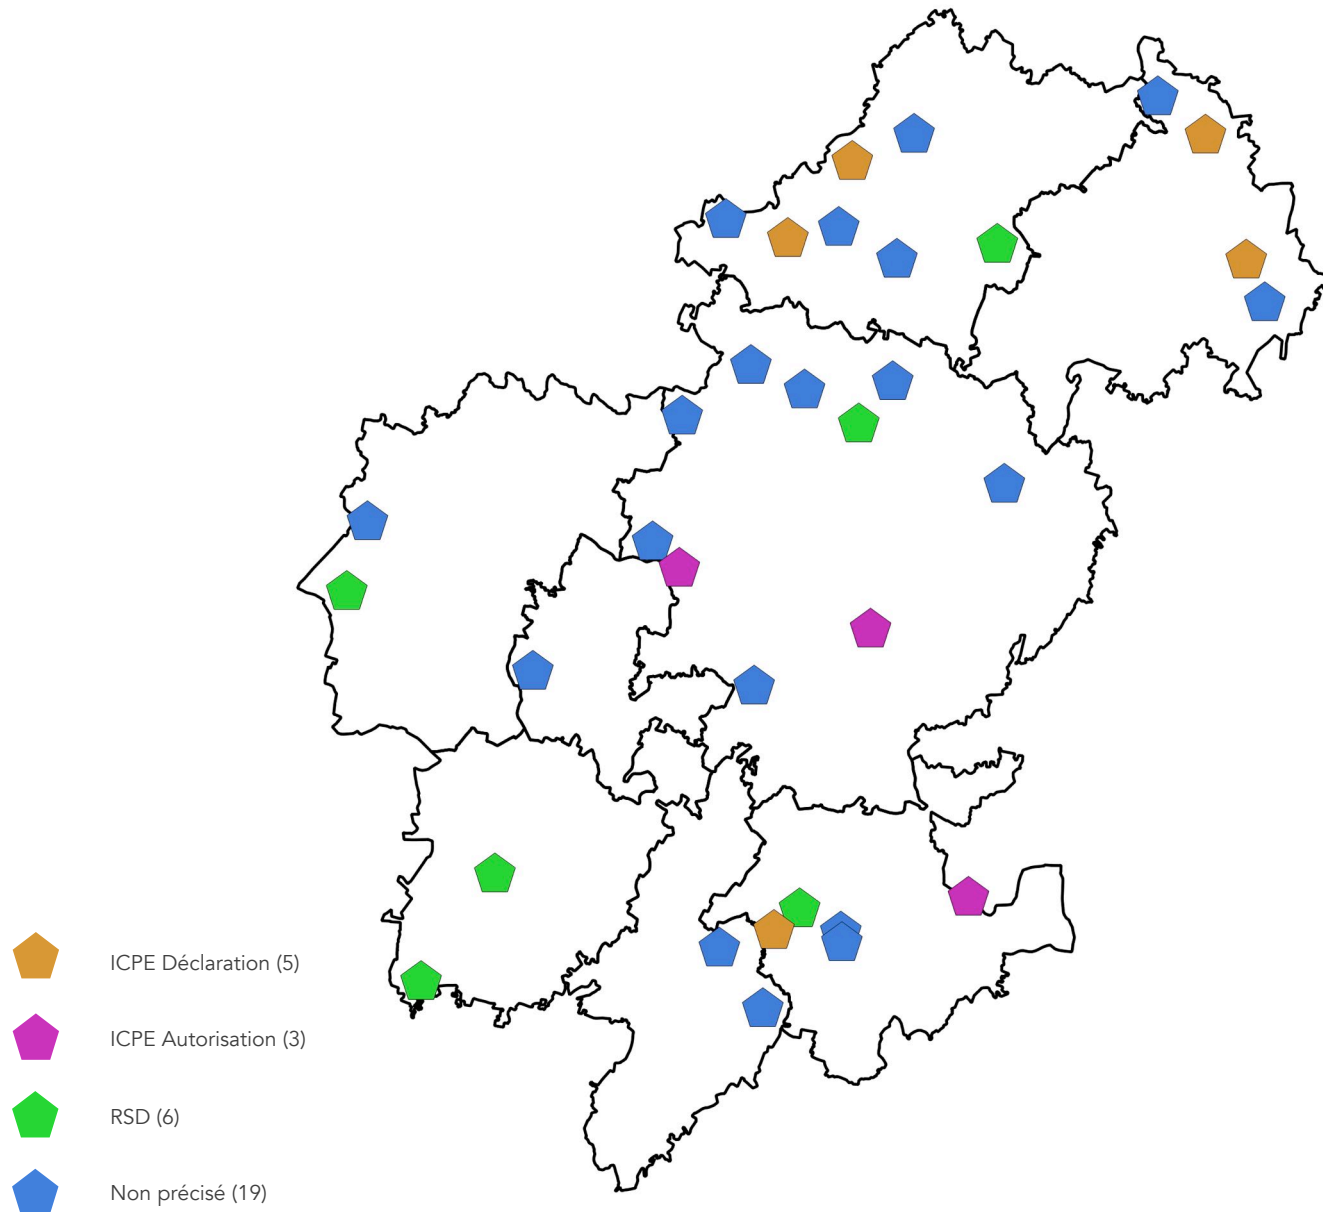 ICPE Déclaration (5)
ICPE Autorisation (3)
RSD (6)
Non précisé (19)